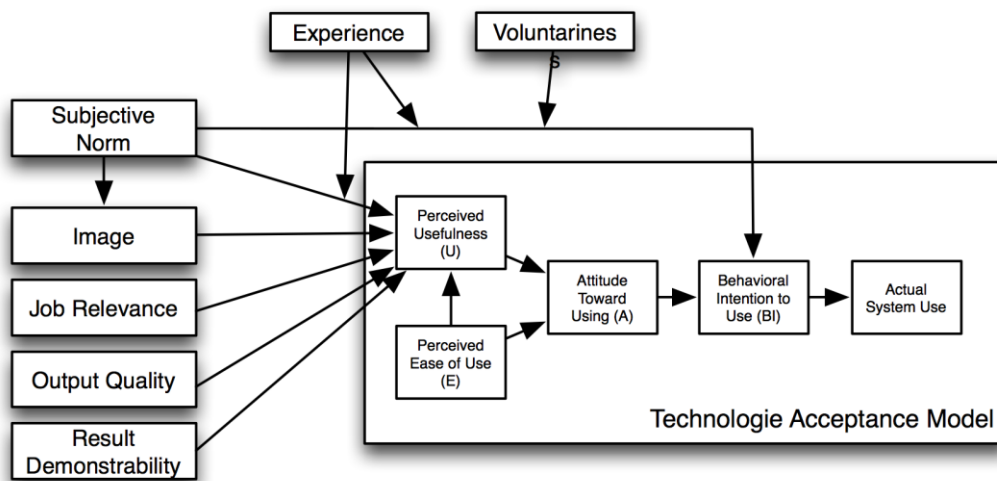 Experience
Voluntarines
s
Subjective
Norm
Image
Job Relevance
Output Quality
Result
Demonstrability
Perceived
Usefulness
(U)
Perceived
Ease of Use
(E)
Attitude
Toward
Using (A)
Behavioral
Intention to
Use (BI)
Actual
System Use
Technologie Acceptance Model